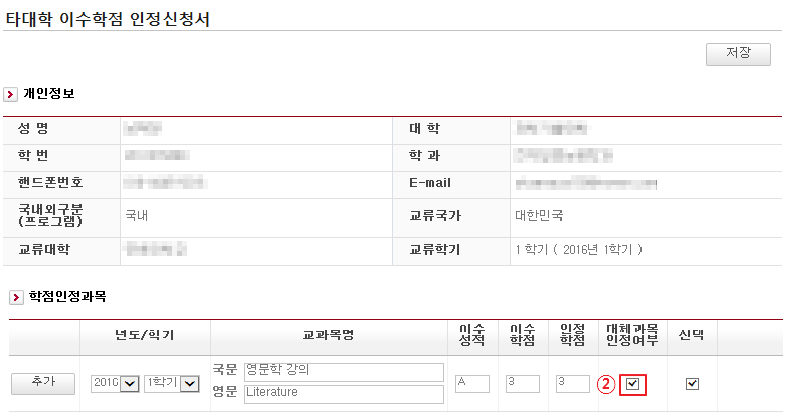 타대학 이수학점 인정신청서
저장
개인정보
성 명 대 학
학 번 학 과
핸드폰번호 E-mail
국내외구분
(프로그램) 국내 교류국가 대한민국
교류대학 교류학기 1 학기 ( 2016년 1학기 )
학점인정과목
년도/학기 교과목명 이수
성적 이수
학점 인정
학점 대체과목
인정여부 신택
추가 2016 1학기 국문 영문학 강의 A 3 3 ②
영문 Literature